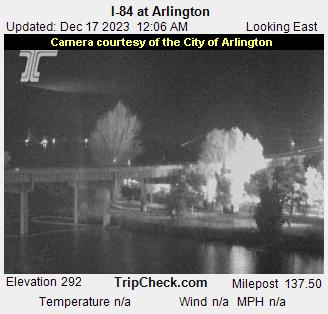 I-84 at Arlington
Updated: Dec 17 2023 12:06 AM Looking East
Camera courtesy of the City of Arlington
Elevation 292 TripCheck.com Milepost 137.50
Temperature n/a Wind n/a MPH n/a